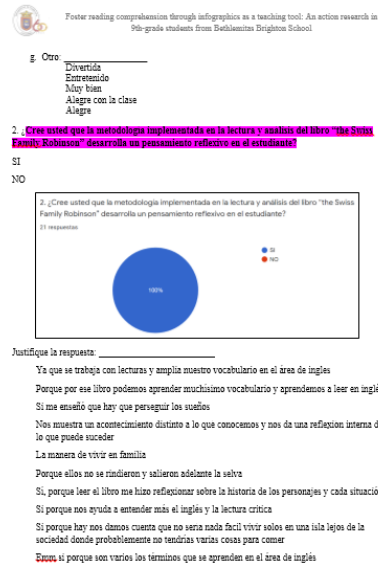 Foster reading comprehension through infographics as a teaching tool: An action research in
9th-grade students from Bethlemitas Brighton School
g. Otro:
Divertida
Entretenido
Muy bien
Alegre con la clase
Alegre
2. ¿Cree usted que la metodología implementada en la lectura y analisis del libro "the Swiss
Family Robinson" desarrolla un pensamiento reflexivo en el estudiante?
SI
NO
2. ¿Cree usted que la metodología implementada en la lectura y análisis del libro "the Swiss
Family Robinson" desarrolla un pensamiento reflexivo en el estudiante?
21 respuestas
SI
NO
100%
Justifique la respuesta:
Ya que se trabaja con lecturas y amplia nuestro vocabulario en el área de ingles
Porque por ese libro podemos aprender muchísimo vocabulario y aprendemos a leer en inglé
Si me enseñó que hay que perseguir los sueños
Nos muestra un acontecimiento distinto a lo que conocemos y nos da una reflexion interna d
lo que puede suceder
La manera de vivir en familia
Porque ellos no se rindieron y salieron adelante la selva
Si, porque leer el libro me hizo reflexionar sobre la historia de los personajes y cada situació
Si porque nos ayuda a entender más el inglés y la lectura crítica
Si porque hay nos damos cuenta que no seria nada fácil vivir solos en una isla lejos de la
sociedad donde probablemente no tendrías varias cosas para comer
Emm si porque son varios los términos que se aprenden en el área de inglés